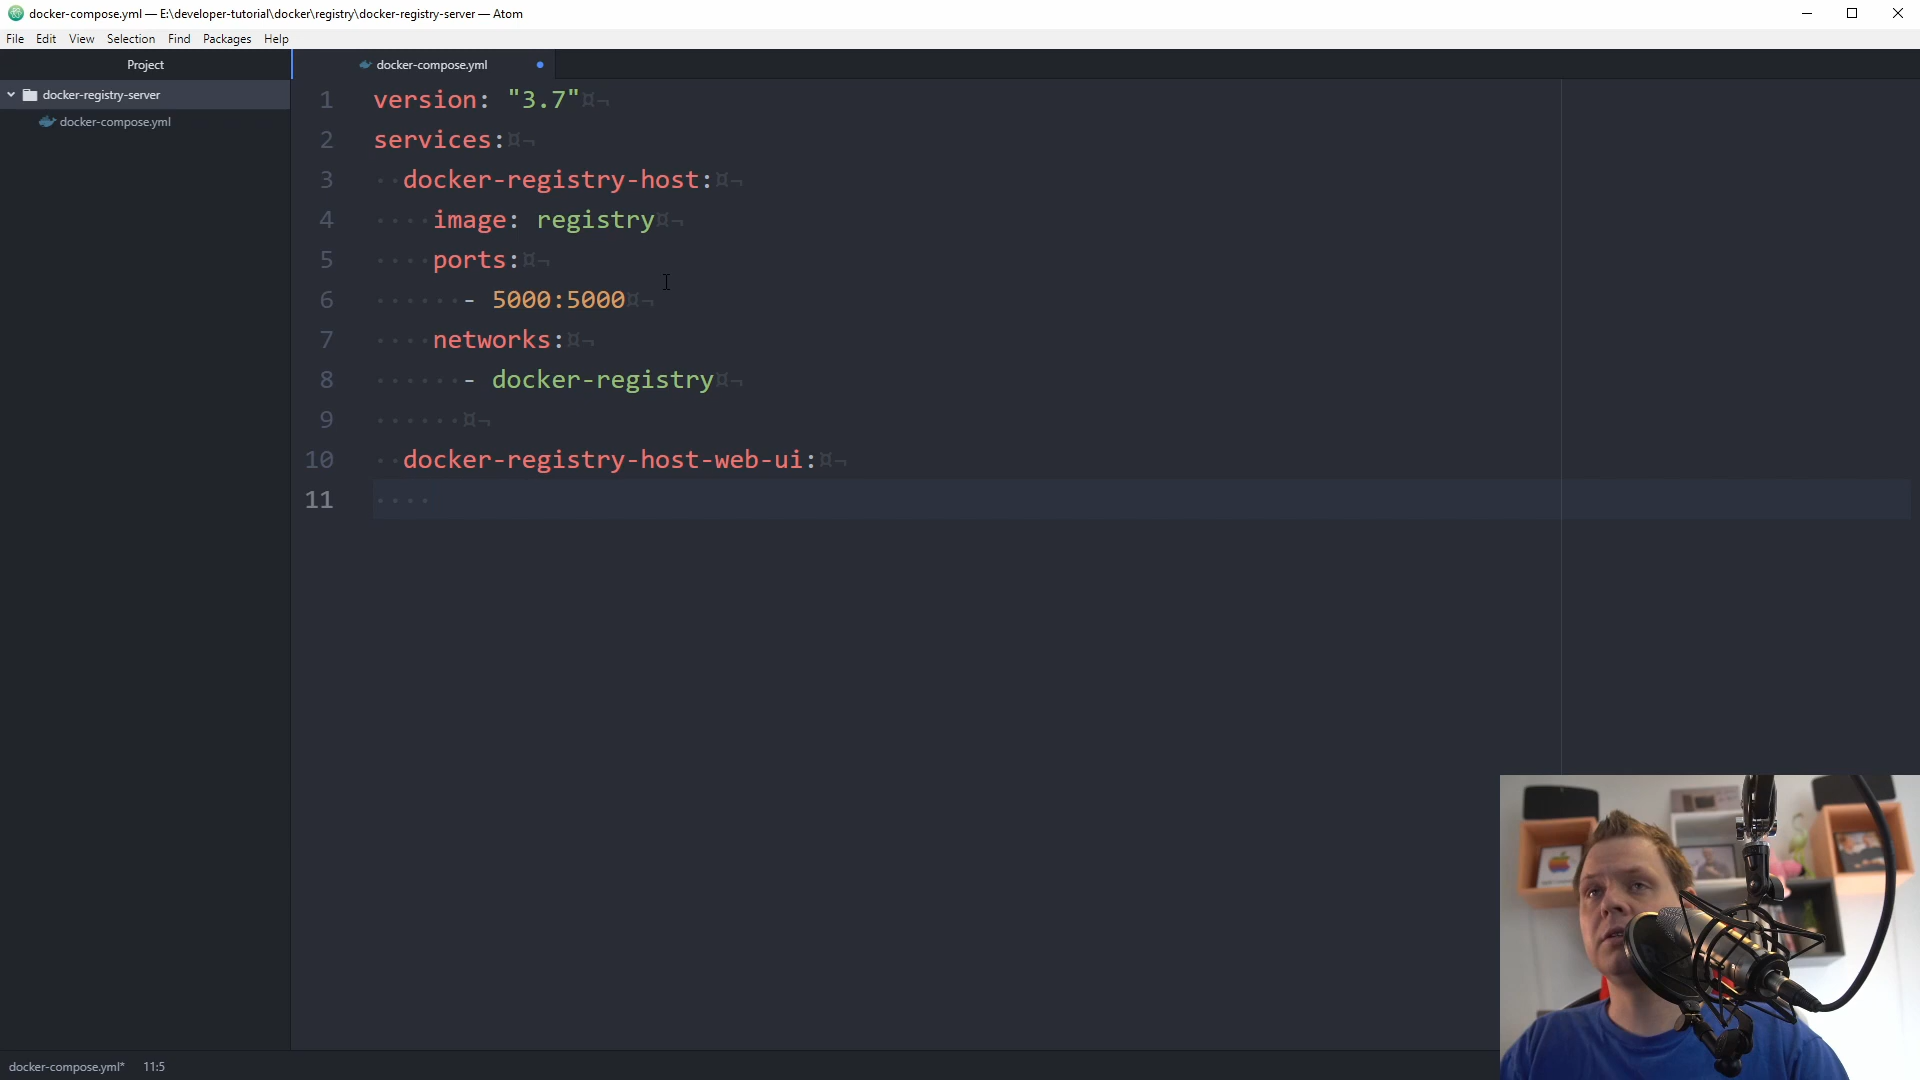 docker-compose.yml — E:\developer-tutorial\docker\registry\docker-registry-server — Atom
File Edit View Selection Find Packages Help
Project
docker-compose.yml
docker-registry-server
docker-compose.yml
1 version: "3.7"
2 services:
3 docker-registry-host:
4 image: registry
5 ports:
6 - 5000:5000
7 networks:
8 - docker-registry
9
10 docker-registry-host-web-ui:
11
docker-compose.yml* 11:5